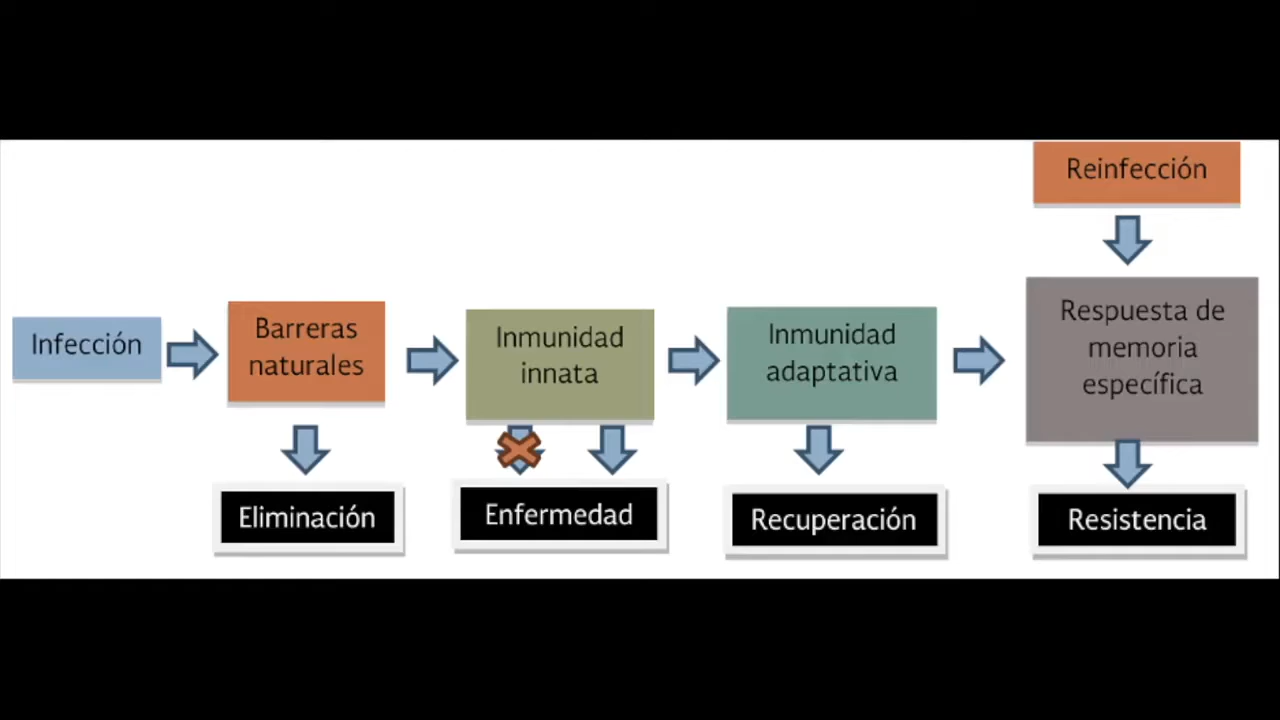 Reinfección
Infección
Barreras
naturales
Inmunidad
innata
Inmunidad
adaptativa
Respuesta de
memoria
específica
Eliminación
Enfermedad
Recuperación
Resistencia